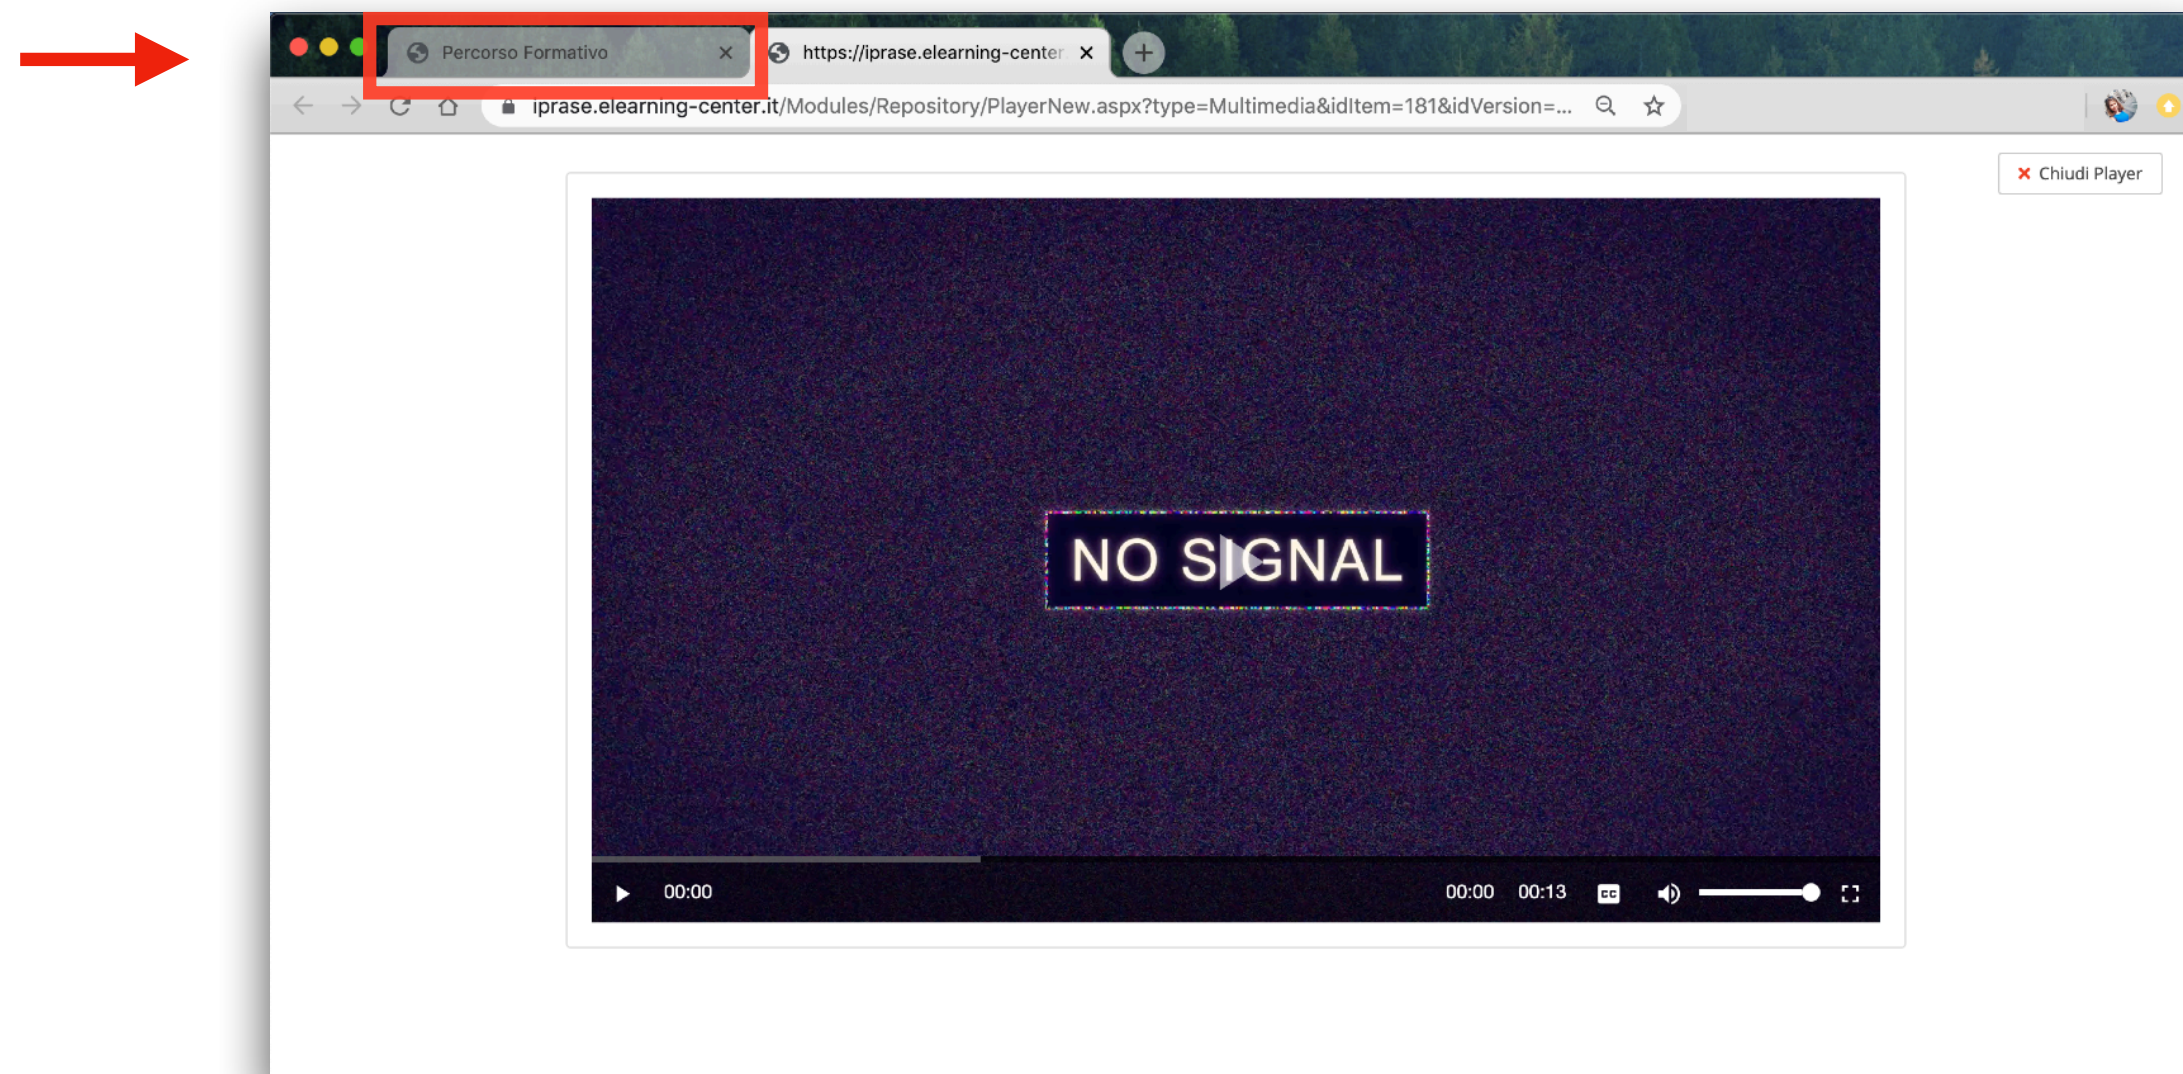 Percorso Formativo
https://iprase.elearning-center
iprase.elearning-center.it/Modules/Repository/PlayerNew.aspx?type=Multimedia&idItem=181&idVersion=...
Chiudi Player
NO SIGNAL
00:00
00:00 00:13 CC